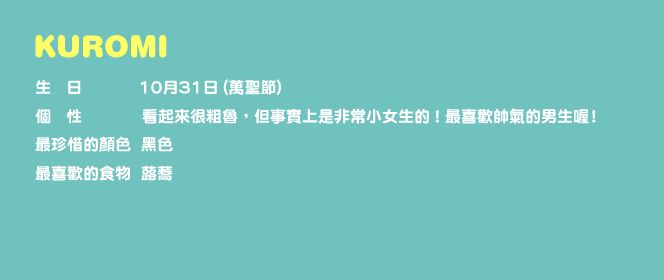 KUROMI
生 日 10月31日(萬聖節)
個 性 看起來很粗魯，但事實上是非常小女生的！最喜歡帥氣的男生喔！
最珍惜的顏色 黑色
最喜歡的食物 蕗蕎